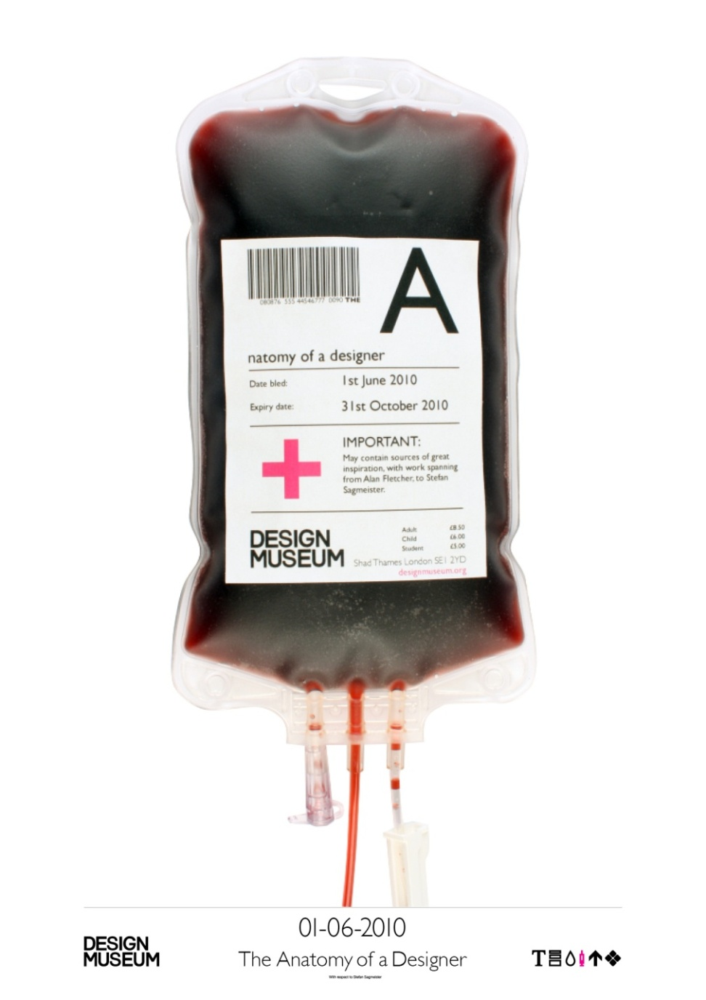 080876 555 44546777 0090 THE
A
natomy of a designer
Date bled: 1st June 2010
Expiry date: 31st October 2010
IMPORTANT:
May contain sources of great
inspiration, with work spanning
from Alan Fletcher, to Stefan
Sagmeister.
DESIGN
MUSEUM
Adult £8.50
Child £6.00
Student £5.00
Shad Thames London SE1 2YD
designmuseum.org
01-06-2010
DESIGN
MUSEUM
The Anatomy of a Designer
With respect to Stefan Sagmeister
T